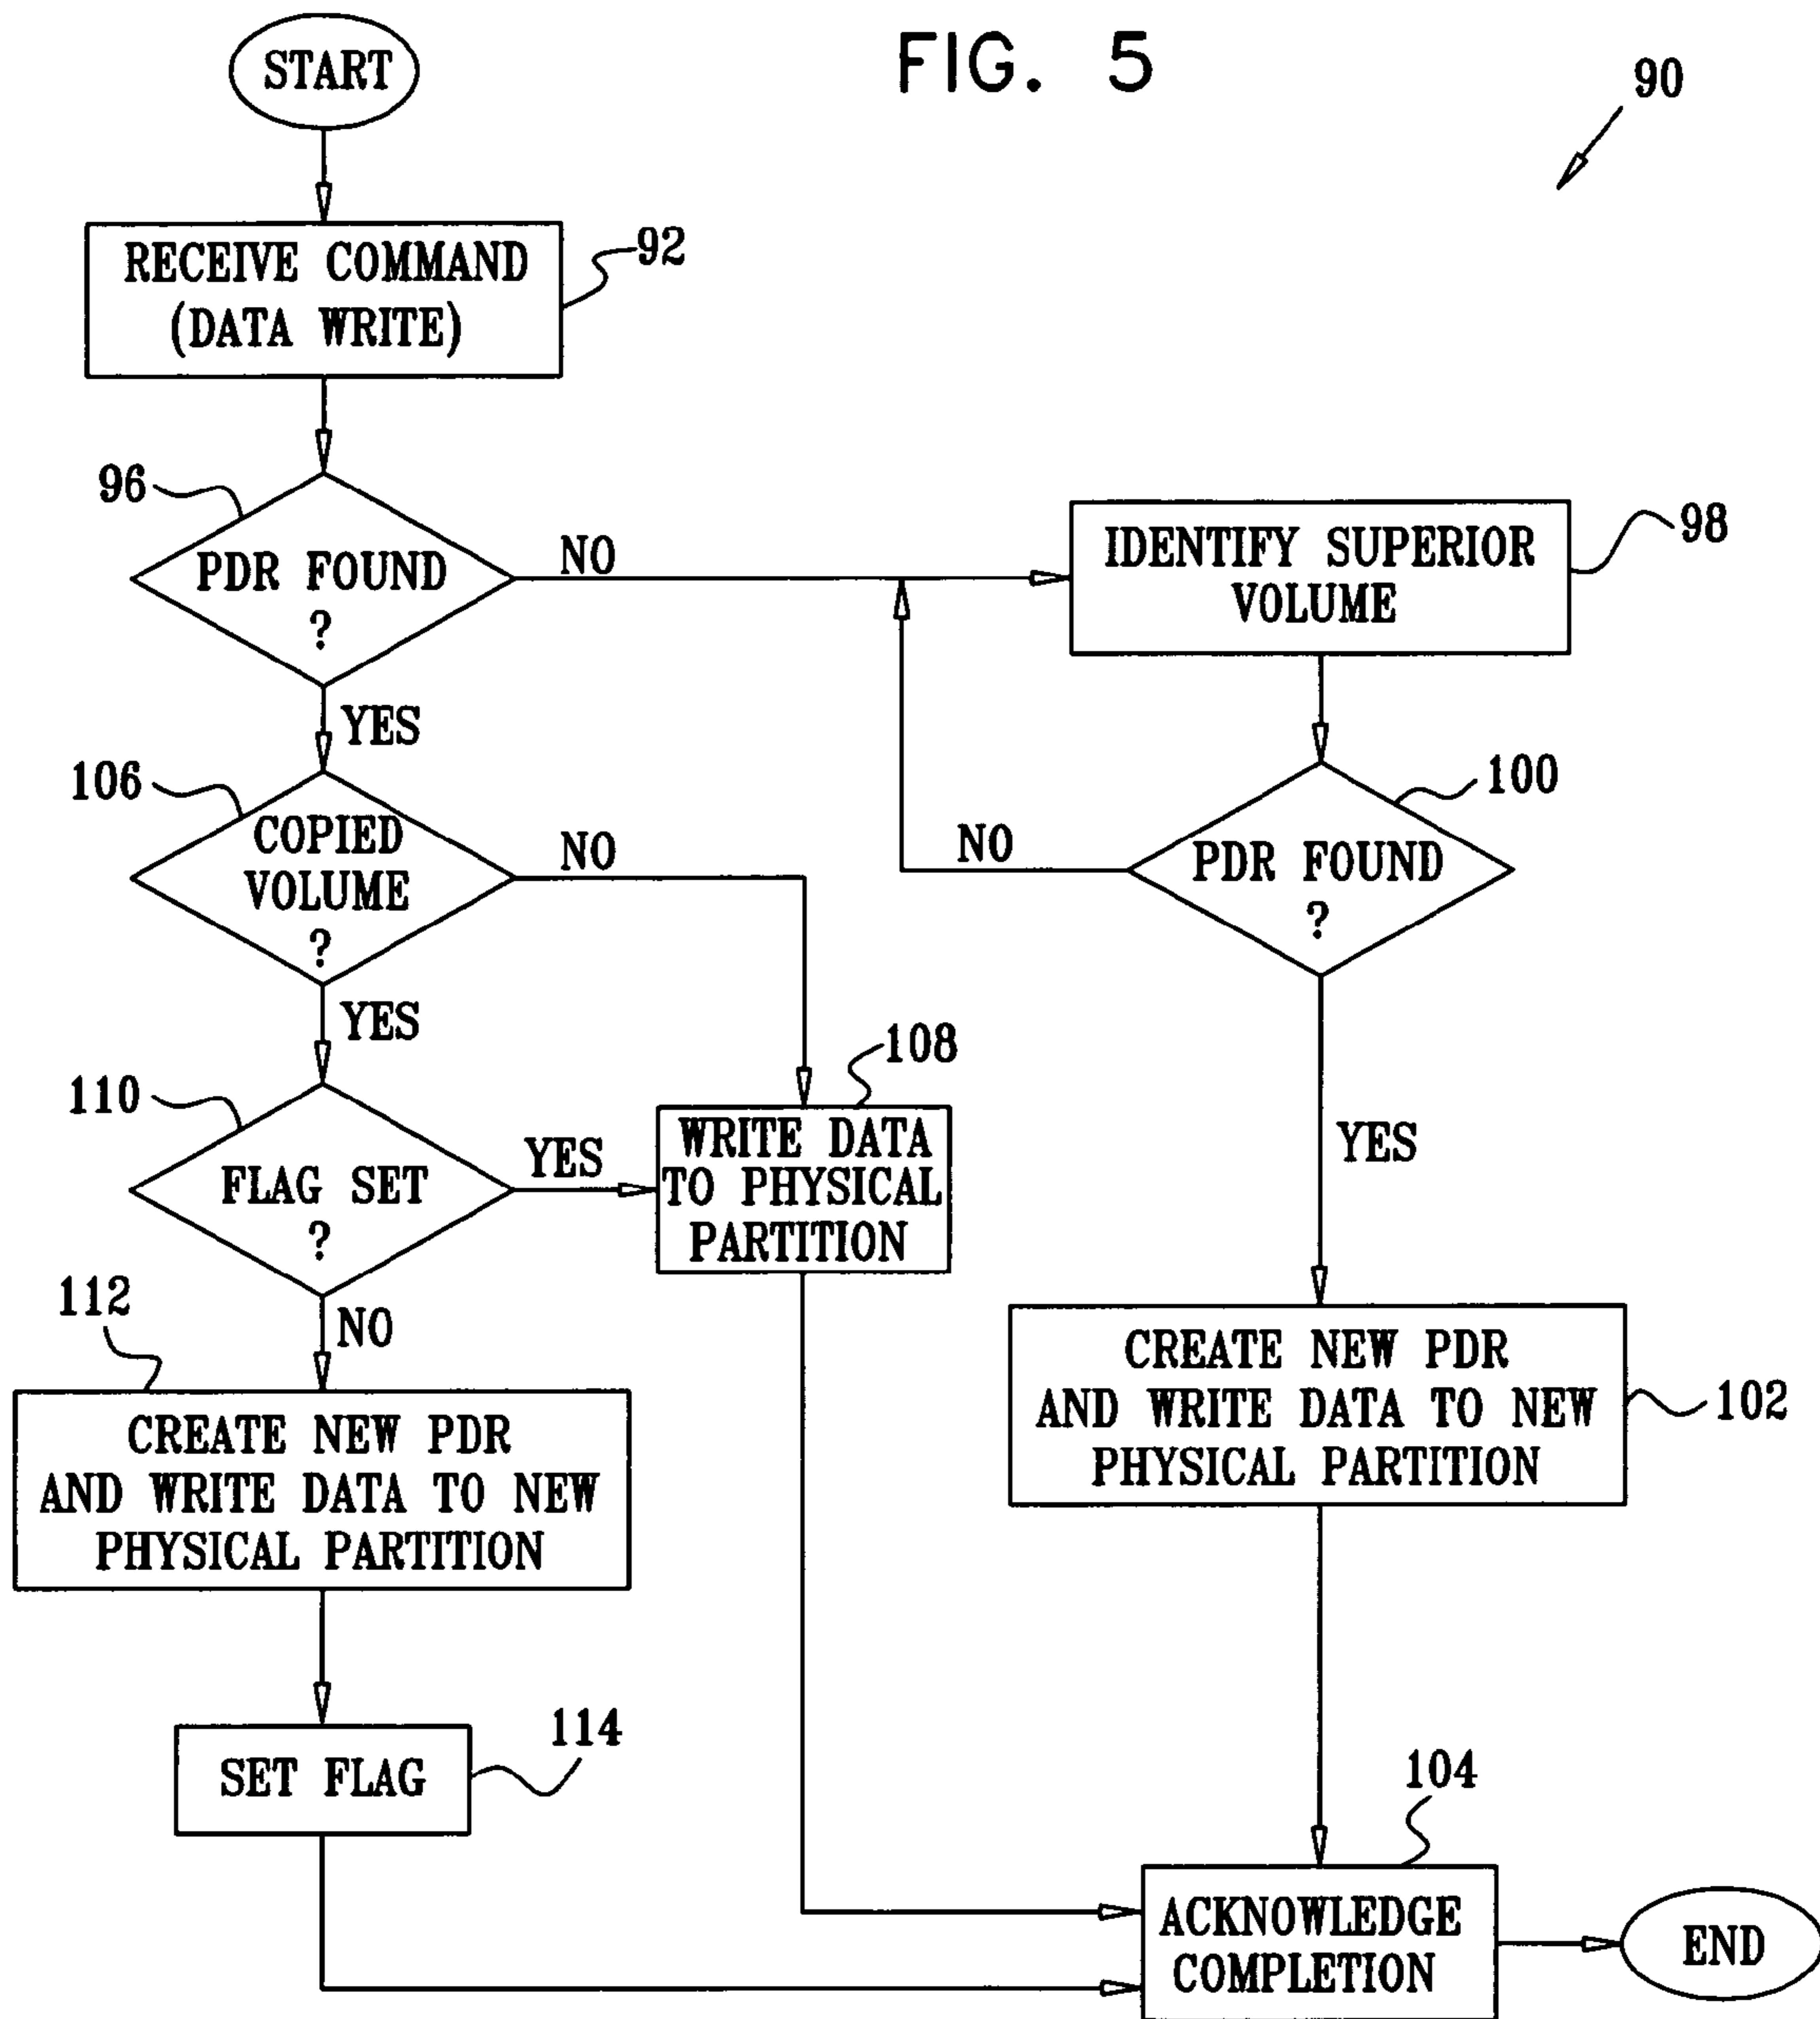 FIG. 5
90
START
RECEIVE COMMAND
(DATA WRITE)
92
96
PDR FOUND
?
NO
YES
IDENTIFY SUPERIOR
VOLUME
98
100
PDR FOUND
?
NO
YES
106
COPIED
VOLUME
?
NO
YES
110
FLAG SET
?
YES
NO
108
WRITE DATA
TO PHYSICAL
PARTITION
112
CREATE NEW PDR
AND WRITE DATA TO NEW
PHYSICAL PARTITION
CREATE NEW PDR
AND WRITE DATA TO NEW
PHYSICAL PARTITION
102
SET FLAG
114
104
ACKNOWLEDGE
COMPLETION
END